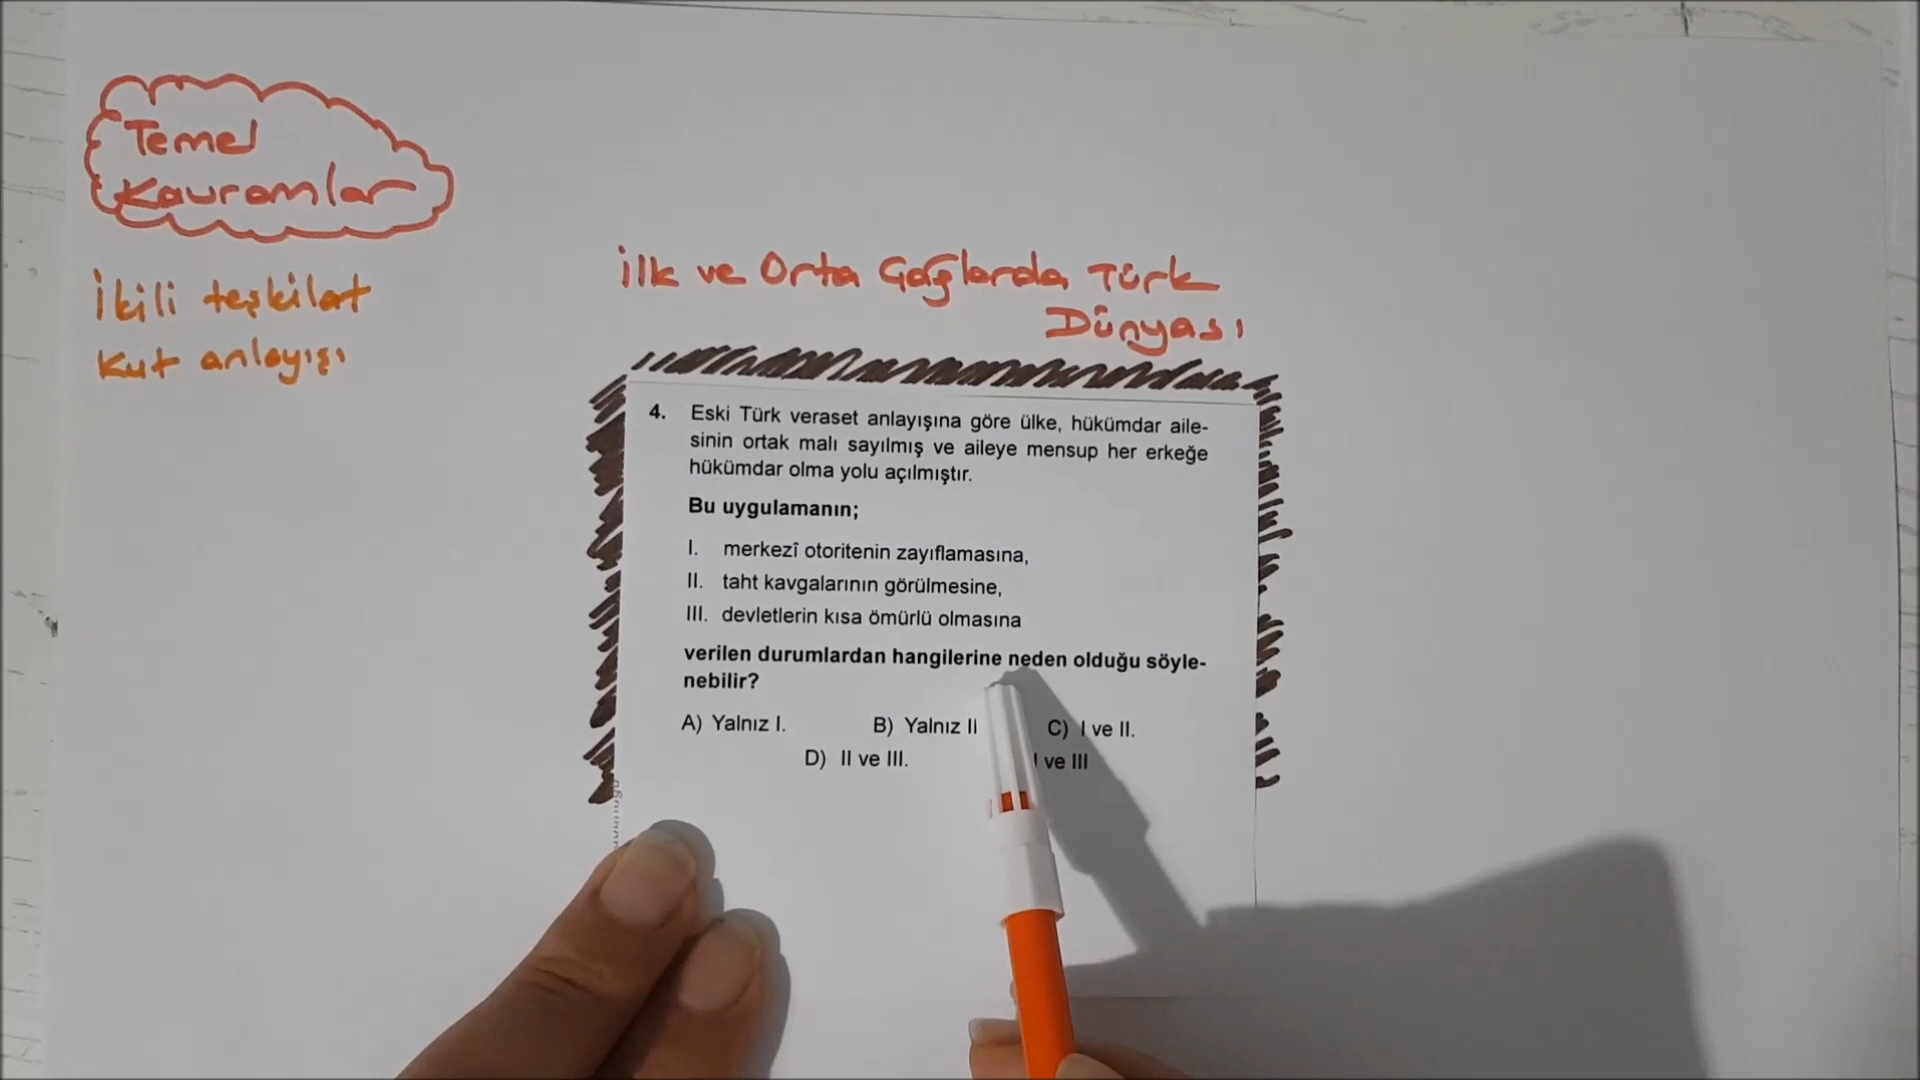 Temel
Kavramlar
İkili teşkilat
Kut anlayışı
İlk ve Orta Çağlarda Türk
Dünyası
4. Eski Türk veraset anlayışına göre ülke, hükümdar aile-
sinin ortak malı sayılmış ve aileye mensup her erkeğe
hükümdar olma yolu açılmıştır.
Bu uygulamanın;
I. merkezî otoritenin zayıflamasına,
II. taht kavgalarının görülmesine,
III. devletlerin kısa ömürlü olmasına
verilen durumlardan hangilerine neden olduğu söyle-
nebilir?
A) Yalnız I. B) Yalnız II C) I ve II.
D) II ve III. I ve III